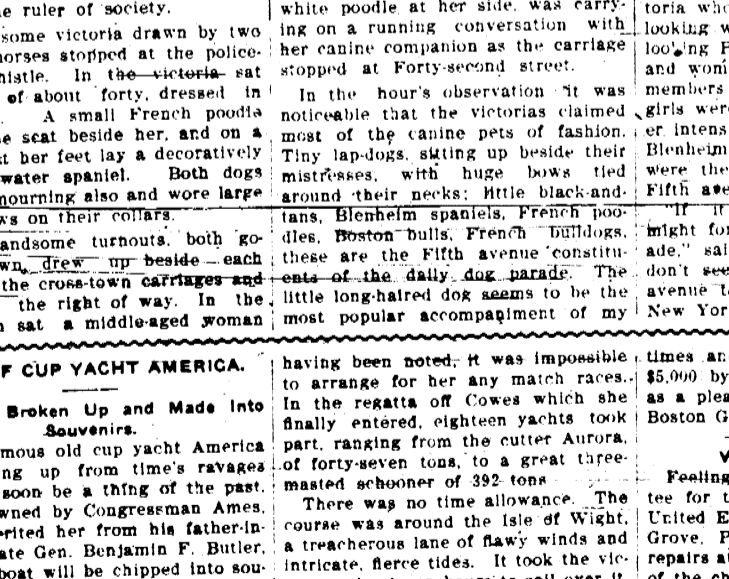 e ruler of society.
some victoria drawn by two
horses stopped at the police-
histle. In the victoria sat
of about forty, dressed in
A small French poodle
e seat beside her, and on a
t her feet lay a decoratively
water spaniel. Both dogs
mourning also and wore large
ws on their collars.
andsome turnouts, both go-
wn, drew up beside each
the cross-town carriages and
the right of way. In the
n sat a middle-aged woman
white poodle at her side, was carry-
ing on a running conversation with
her canine companion as the carriage
stopped at Forty-second street.
In the hour's observation it was
noticeable that the victorias claimed
most of the canine pets of fashion.
Tiny lap-dogs, sitting up beside their
mistresses, with huge bows tied
around their necks; little black-and-
tans, Blenheim spaniels, French poo-
dles, Boston bulls, French bulldogs,
these are the Fifth avenue constitu-
ents of the daily dog parade. The
little long-haired dog seems to be the
most popular accompaniment of my
toria who
looking w
looking F
and wom
members
girls were
er intens
Blenheim
were the
Fifth ave
"If it
might for
ade," sai
don't see
avenue t
New Yor
F CUP YACHT AMERICA.
Broken Up and Made Into
Souvenirs.
mous old cup yacht America
ng up from time's ravages
soon be a thing of the past.
wned by Congressman Ames,
erited her from his father-in-
ate Gen. Benjamin F. Butler,
boat will be chipped into sou-
having been noted, it was impossible
to arrange for her any match races.
In the regatta off Cowes which she
finally entered, eighteen yachts took
part, ranging from the cutter Aurora,
of forty-seven tons, to a great three-
masted schooner of 392 tons
There was no time allowance. The
course was around the Isle of Wight,
a treacherous lane of flawy winds and
intricate, fierce tides. It took the vic-
times an
$5,000 by
as a plea
Boston G
Feeling
tee for t
United E
Grove, P
repairs a
of the ch